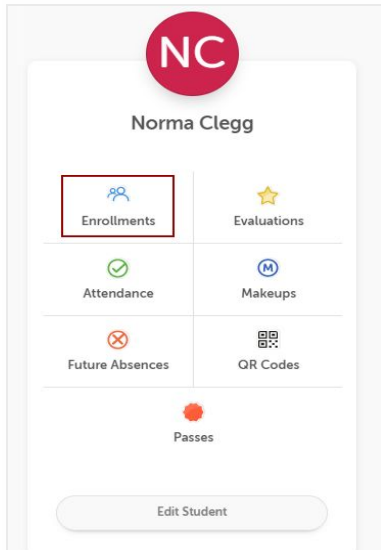 NC
Norma Clegg
Enrollments
Evaluations
Attendance
M
Makeups
Future Absences
QR Codes
Passes
Edit Student